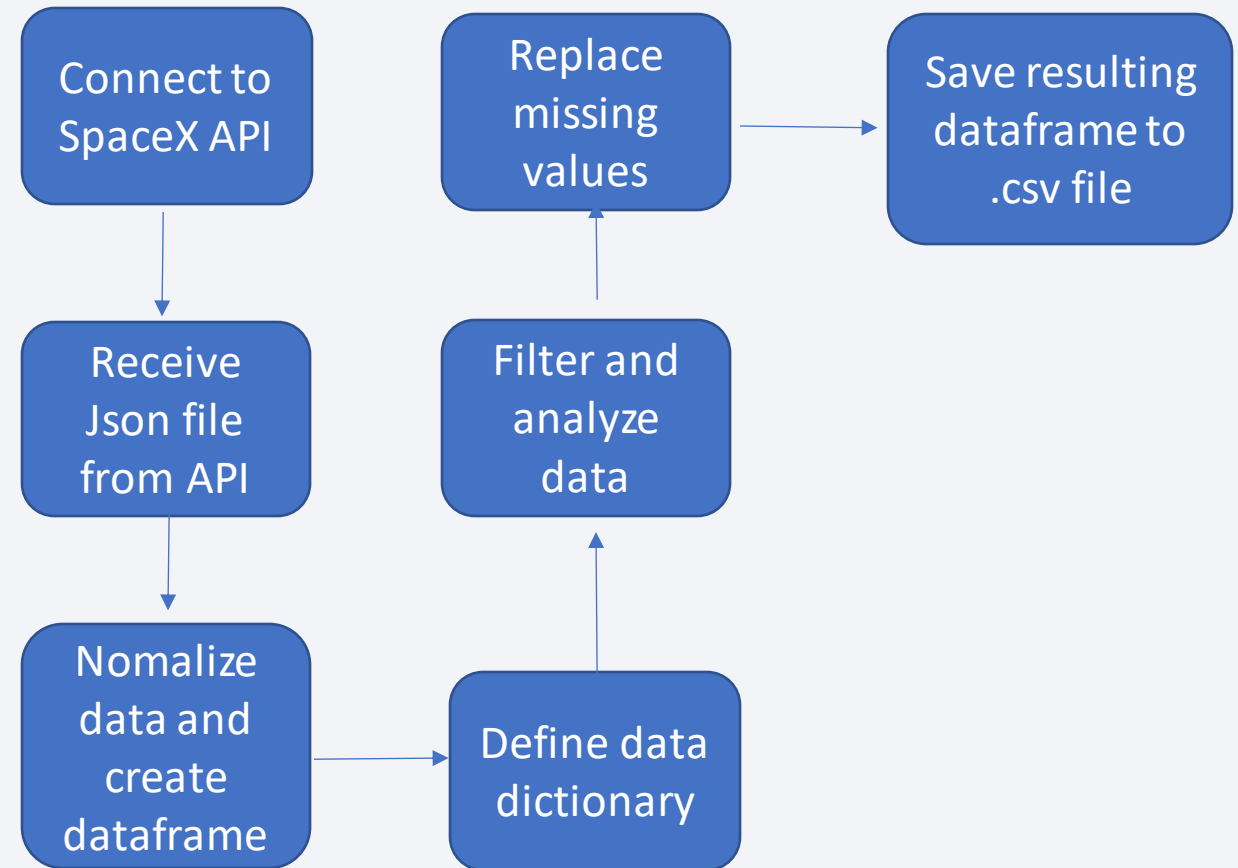 Connect to
SpaceX API
Receive
Json file
from API
Nomalize
data and
create
dataframe
Define data
dictionary
Filter and
analyze
data
Replace
missing
values
Save resulting
dataframe to
.csv file